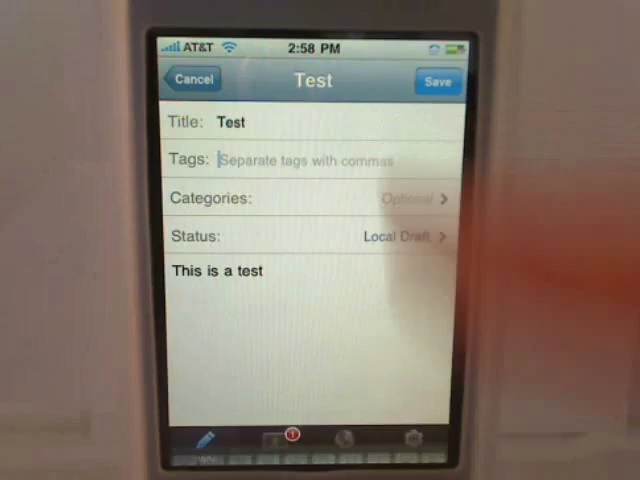 AT&T 2:58 PM
Cancel Test Save
Title: Test
Tags: Separate tags with commas
Categories: Optional
Status: Local Draft
This is a test
1